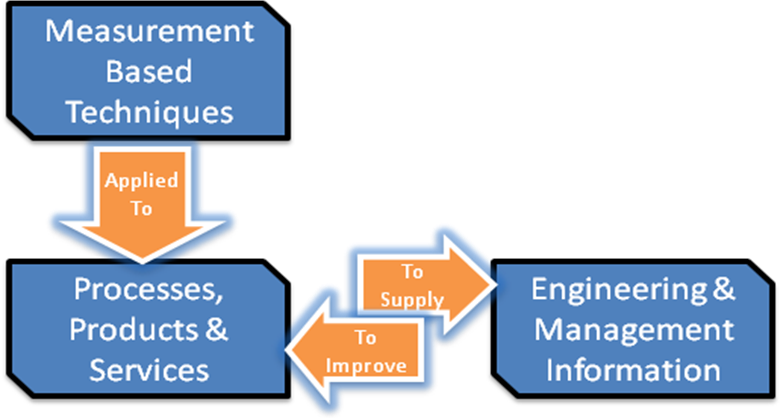 Measurement
Based
Techniques
Applied
To
Processes,
Products &
Services
To
Supply
To
Improve
Engineering &
Management
Information